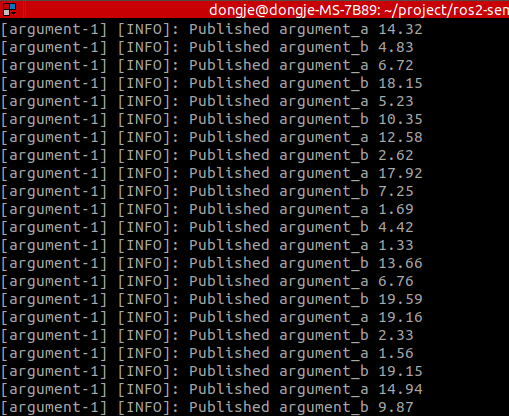 dongje@dongje-MS-7B89: ~/project/ros2-sen
[argument-1] [INFO]: Published argument_a 14.32
[argument-1] [INFO]: Published argument_b 4.83
[argument-1] [INFO]: Published argument_a 6.72
[argument-1] [INFO]: Published argument_b 18.15
[argument-1] [INFO]: Published argument_a 5.23
[argument-1] [INFO]: Published argument_b 10.35
[argument-1] [INFO]: Published argument_a 12.58
[argument-1] [INFO]: Published argument_b 2.62
[argument-1] [INFO]: Published argument_a 17.92
[argument-1] [INFO]: Published argument_b 7.25
[argument-1] [INFO]: Published argument_a 1.69
[argument-1] [INFO]: Published argument_b 4.42
[argument-1] [INFO]: Published argument_a 1.33
[argument-1] [INFO]: Published argument_b 13.66
[argument-1] [INFO]: Published argument_a 6.76
[argument-1] [INFO]: Published argument_b 19.59
[argument-1] [INFO]: Published argument_a 19.16
[argument-1] [INFO]: Published argument_b 2.33
[argument-1] [INFO]: Published argument_a 1.56
[argument-1] [INFO]: Published argument_b 19.15
[argument-1] [INFO]: Published argument_a 14.94
[argument-1] [INFO]: Published argument_b 9.87